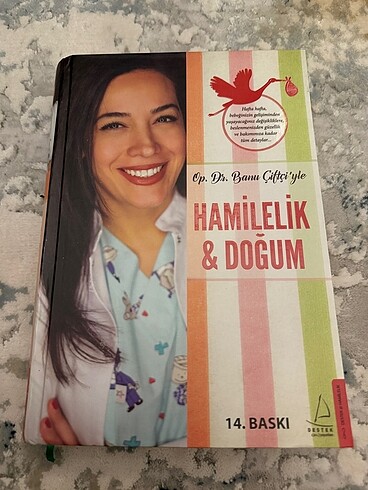 Hafta hafta,
bebeğinizin gelişiminden
yaşayacağınız değişikliklere,
beslenmenizden güzellik
ve bakımınıza kadar
tüm detaylar...
Op. Dr. Banu Çiftçi'yle
HAMİLELİK
& DOĞUM
14. BASKI
DESTEK